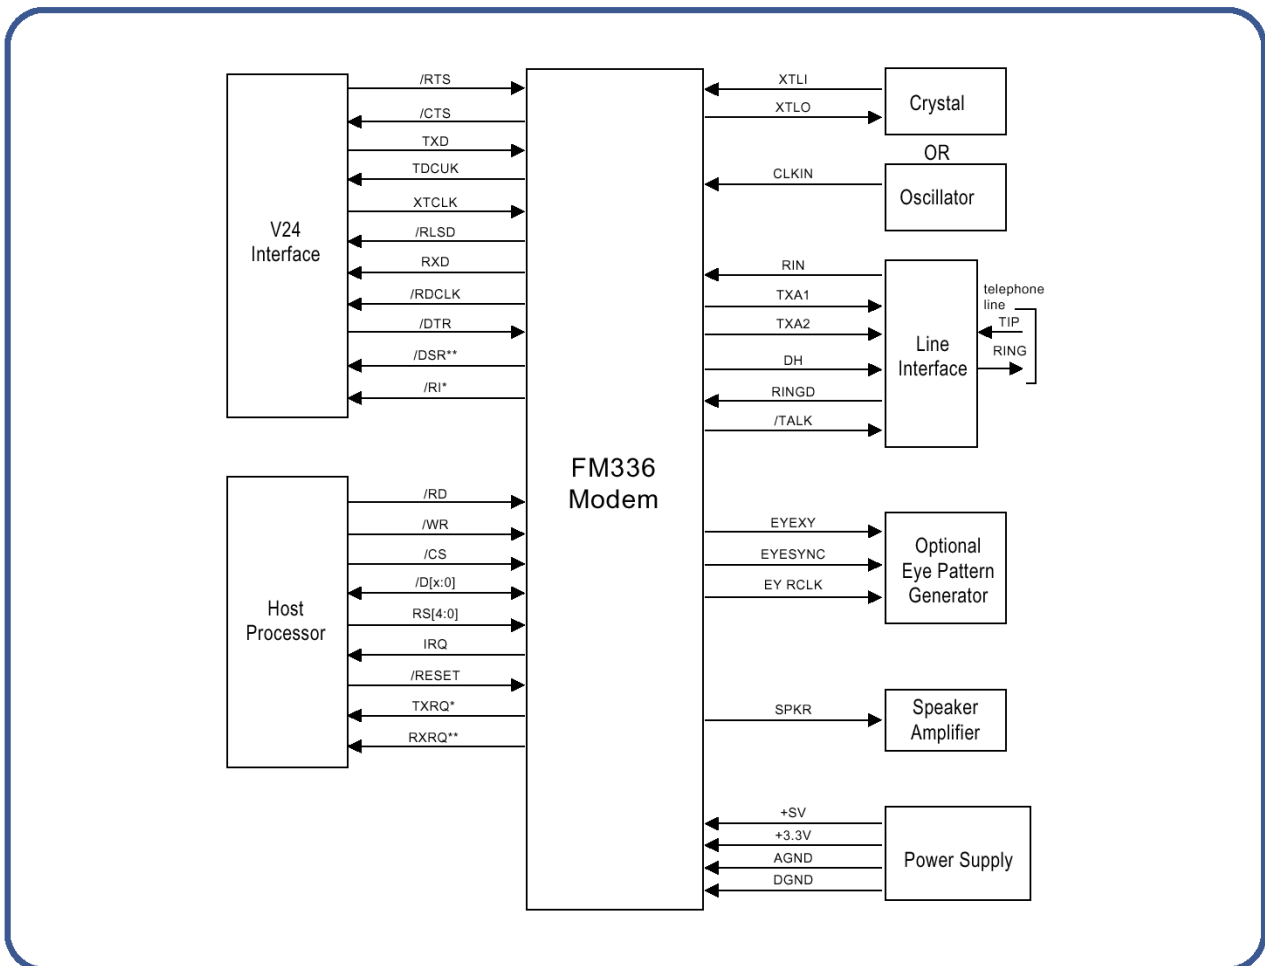 /RTS
/CTS
TXD
TDCUK
XTCLK
/RLSD
RXD
/RDCLK
/DTR
/DSR**
/RI*
V24
Interface
/RD
/WR
/CS
/D[x:0]
RS[4:0]
IRQ
/RESET
TXRQ*
RXRQ**
Host
Processor
FM336
Modem
XTLI
XTLO
Crystal
OR
CLKIN
Oscillator
RIN
TXA1
TXA2
DH
RINGD
/TALK
Line
Interface
telephone
line
TIP
RING
EYEXY
EYESYNC
EY RCLK
Optional
Eye Pattern
Generator
SPKR
Speaker
Amplifier
+SV
+3.3V
AGND
DGND
Power Supply